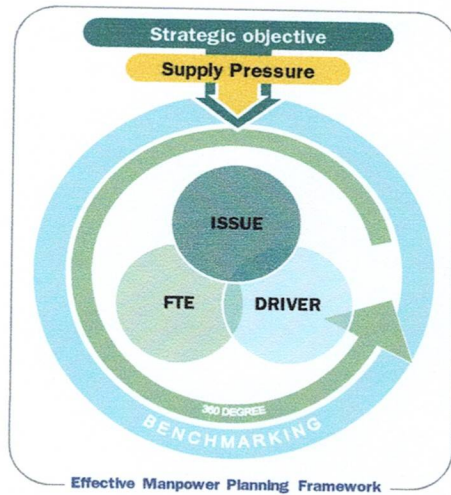 Strategic objective
Supply Pressure
ISSUE
FTE
DRIVER
360 DEGREE
BENCHMARKING
Effective Manpower Planning Framework